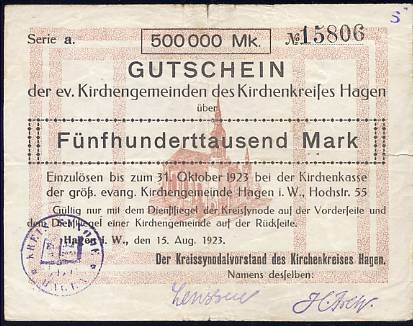 Serie a.
500 000 Mk.
№ 15806
GUTSCHEIN
der ev. Kirchengemeinden des Kirchenkreises Hagen
über
Fünfhunderttausend Mark
Einzulösen bis zum 31. Oktober 1923 bei der Kirchenkasse
der größ. evang. Kirchengemeinde Hagen i. W., Hochstr. 55
Gültig nur mit dem Dienstsiegel der Kreissynode auf der Vorderseite und
dem Dienstsiegel einer Kirchengemeinde auf der Rückseite.
Hagen i. W., den 15. Aug. 1923.
Der Kreissynodalvorstand des Kirchenkreises Hagen.
Namens desselben:
KREISSYNODE HAGEN